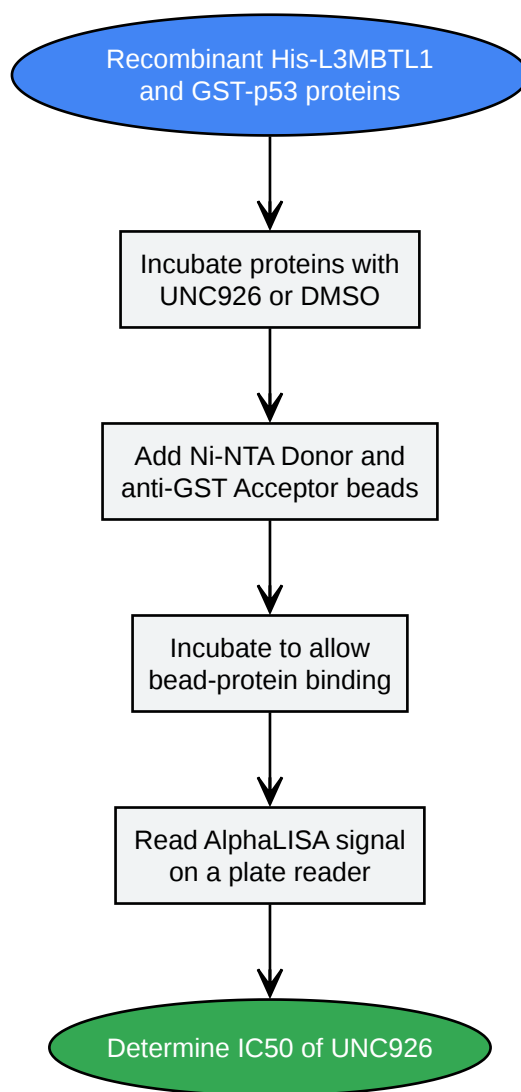 Recombinant His-L3MBTL1
and GST-p53 proteins
Incubate proteins with
UNC926 or DMSO
Add Ni-NTA Donor and
anti-GST Acceptor beads
Incubate to allow
bead-protein binding
Read AlphaLISA signal
on a plate reader
Determine IC50 of UNC926